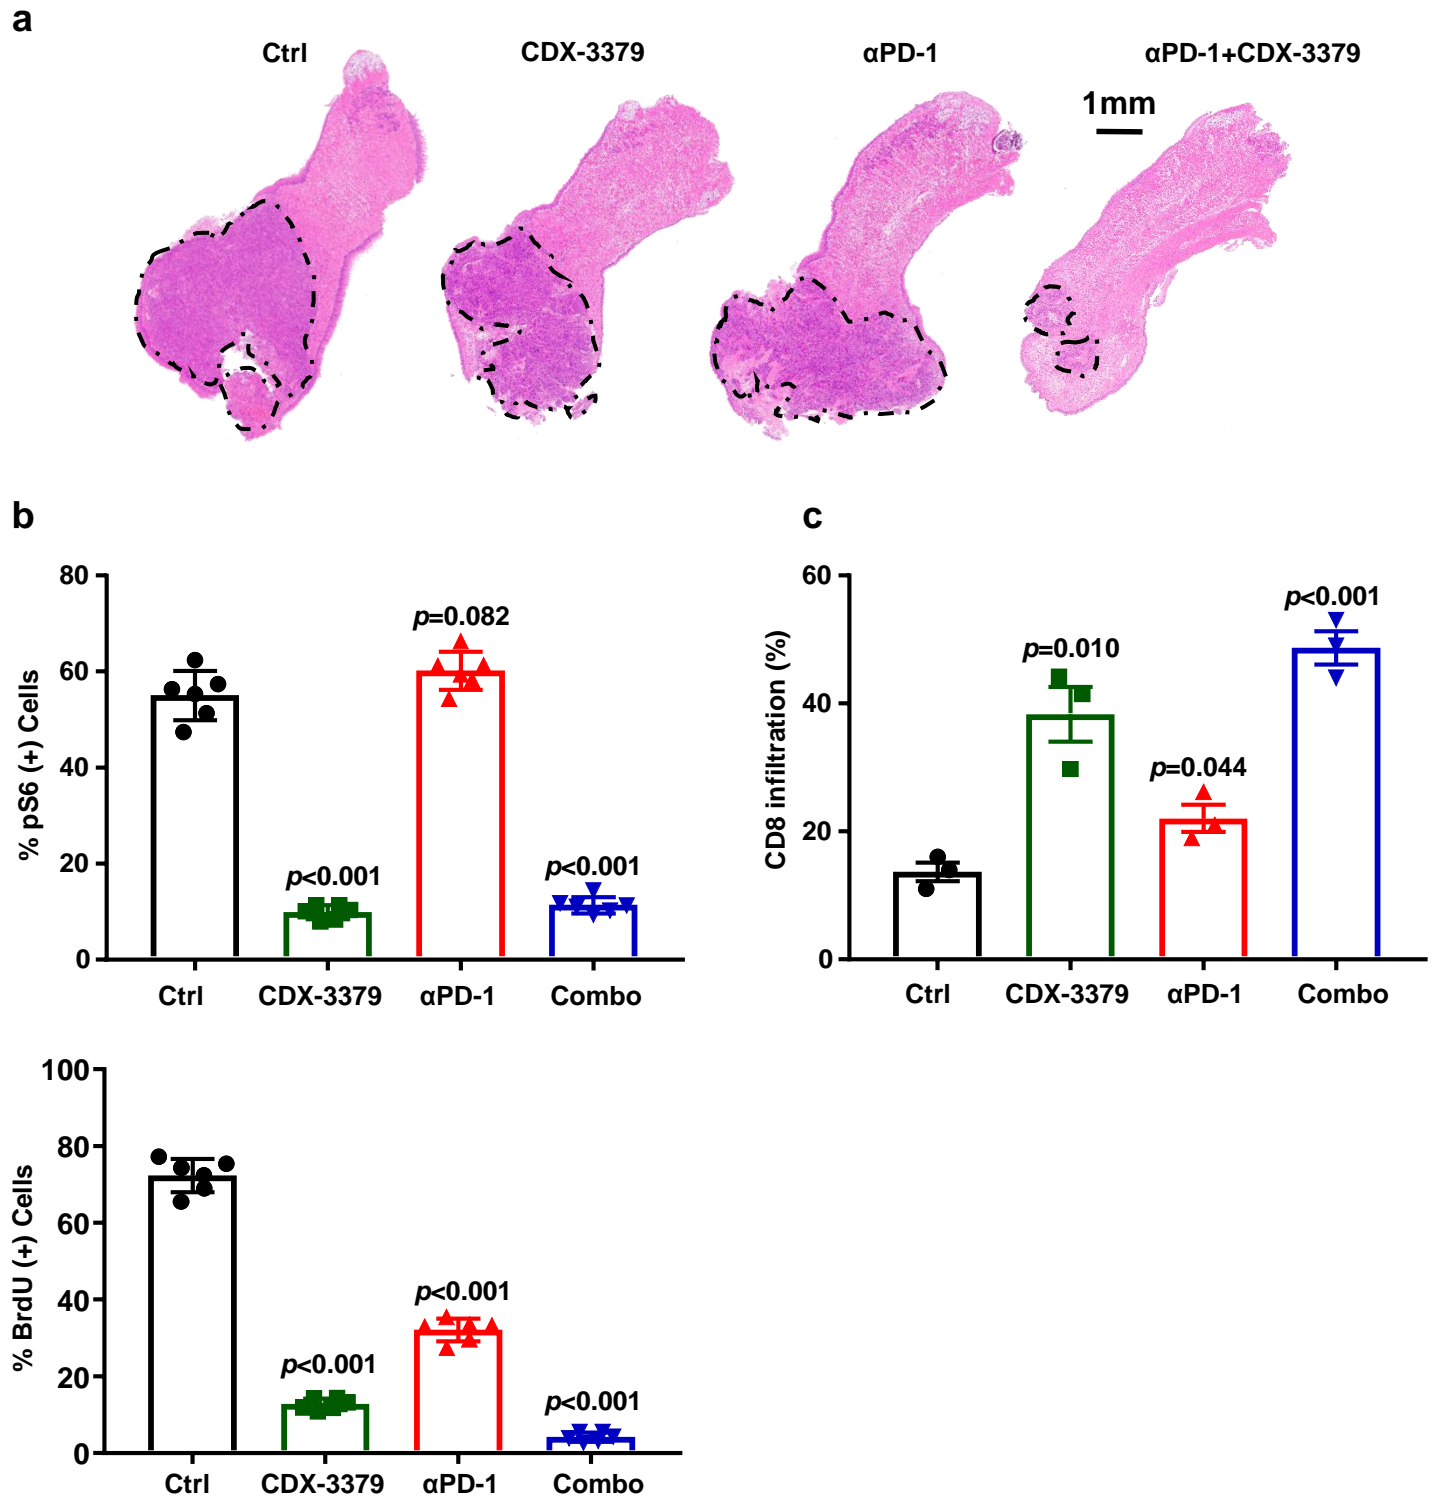 a
Ctrl
CDX-3379
αPD-1
αPD-1+CDX-3379
1mm
b
% pS6 (+) Cells
80
60
40
20
0
p<0.001
p=0.082
p<0.001
Ctrl
CDX-3379
αPD-1
Combo
c
CD8 infiltration (%)
60
40
20
0
p=0.010
p=0.044
p<0.001
Ctrl
CDX-3379
αPD-1
Combo
% BrdU (+) Cells
100
80
60
40
20
0
p<0.001
p<0.001
p<0.001
Ctrl
CDX-3379
αPD-1
Combo